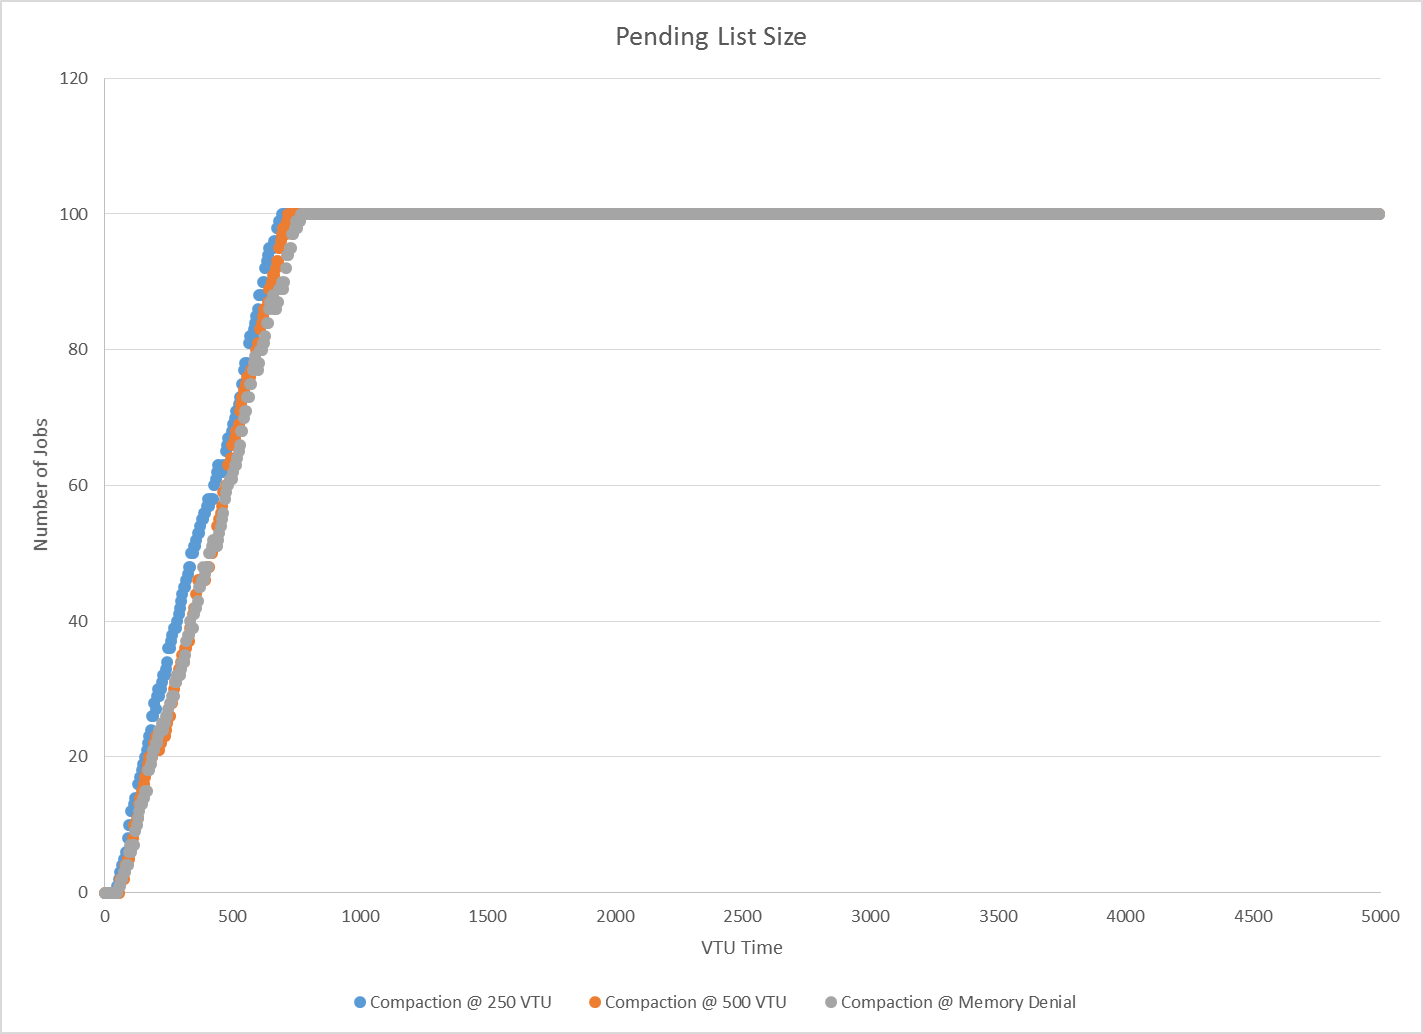 Pending List Size
120
100
80
60
40
20
0
Number of Jobs
0 500 1000 1500 2000 2500 3000 3500 4000 4500 5000
VTU Time
Compaction @ 250 VTU Compaction @ 500 VTU Compaction @ Memory Denial